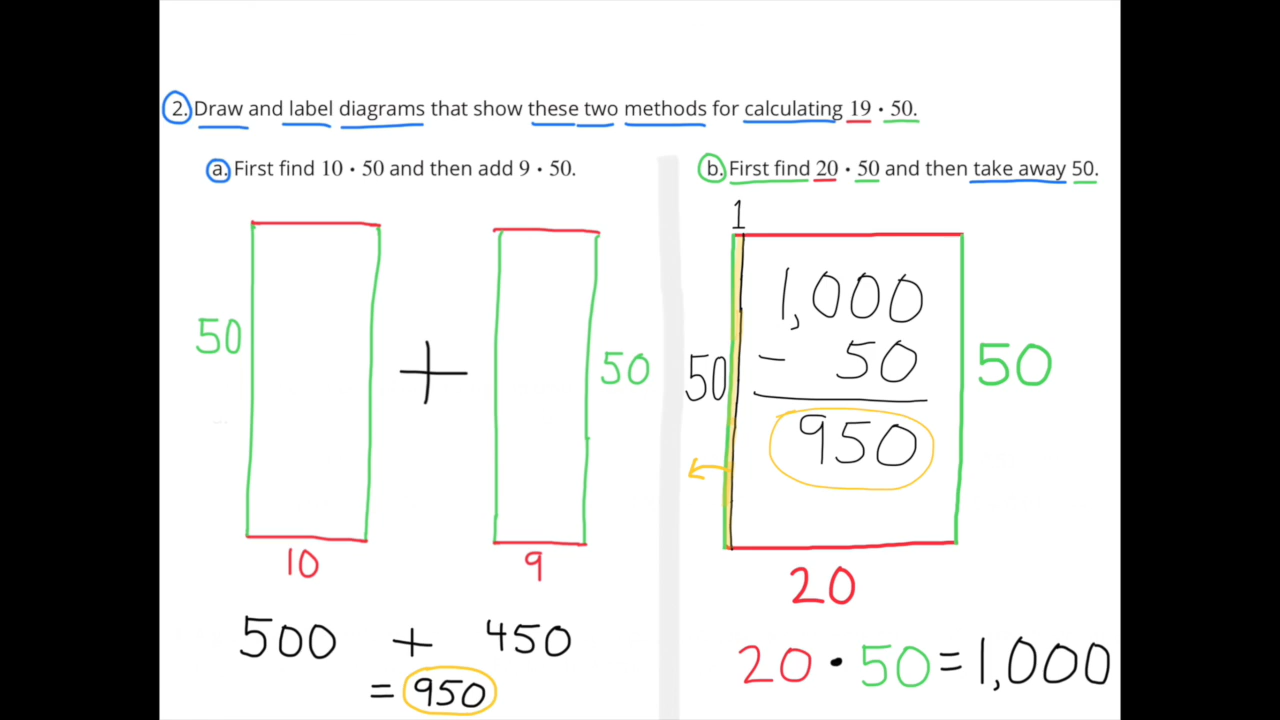 2. Draw and label diagrams that show these two methods for calculating 19 · 50.
a. First find 10 · 50 and then add 9 · 50.
50
+
50
10
9
500 + 450
= 950
b. First find 20 · 50 and then take away 50.
1
1,000
50
- 50
50
950
20
20 · 50 = 1,000